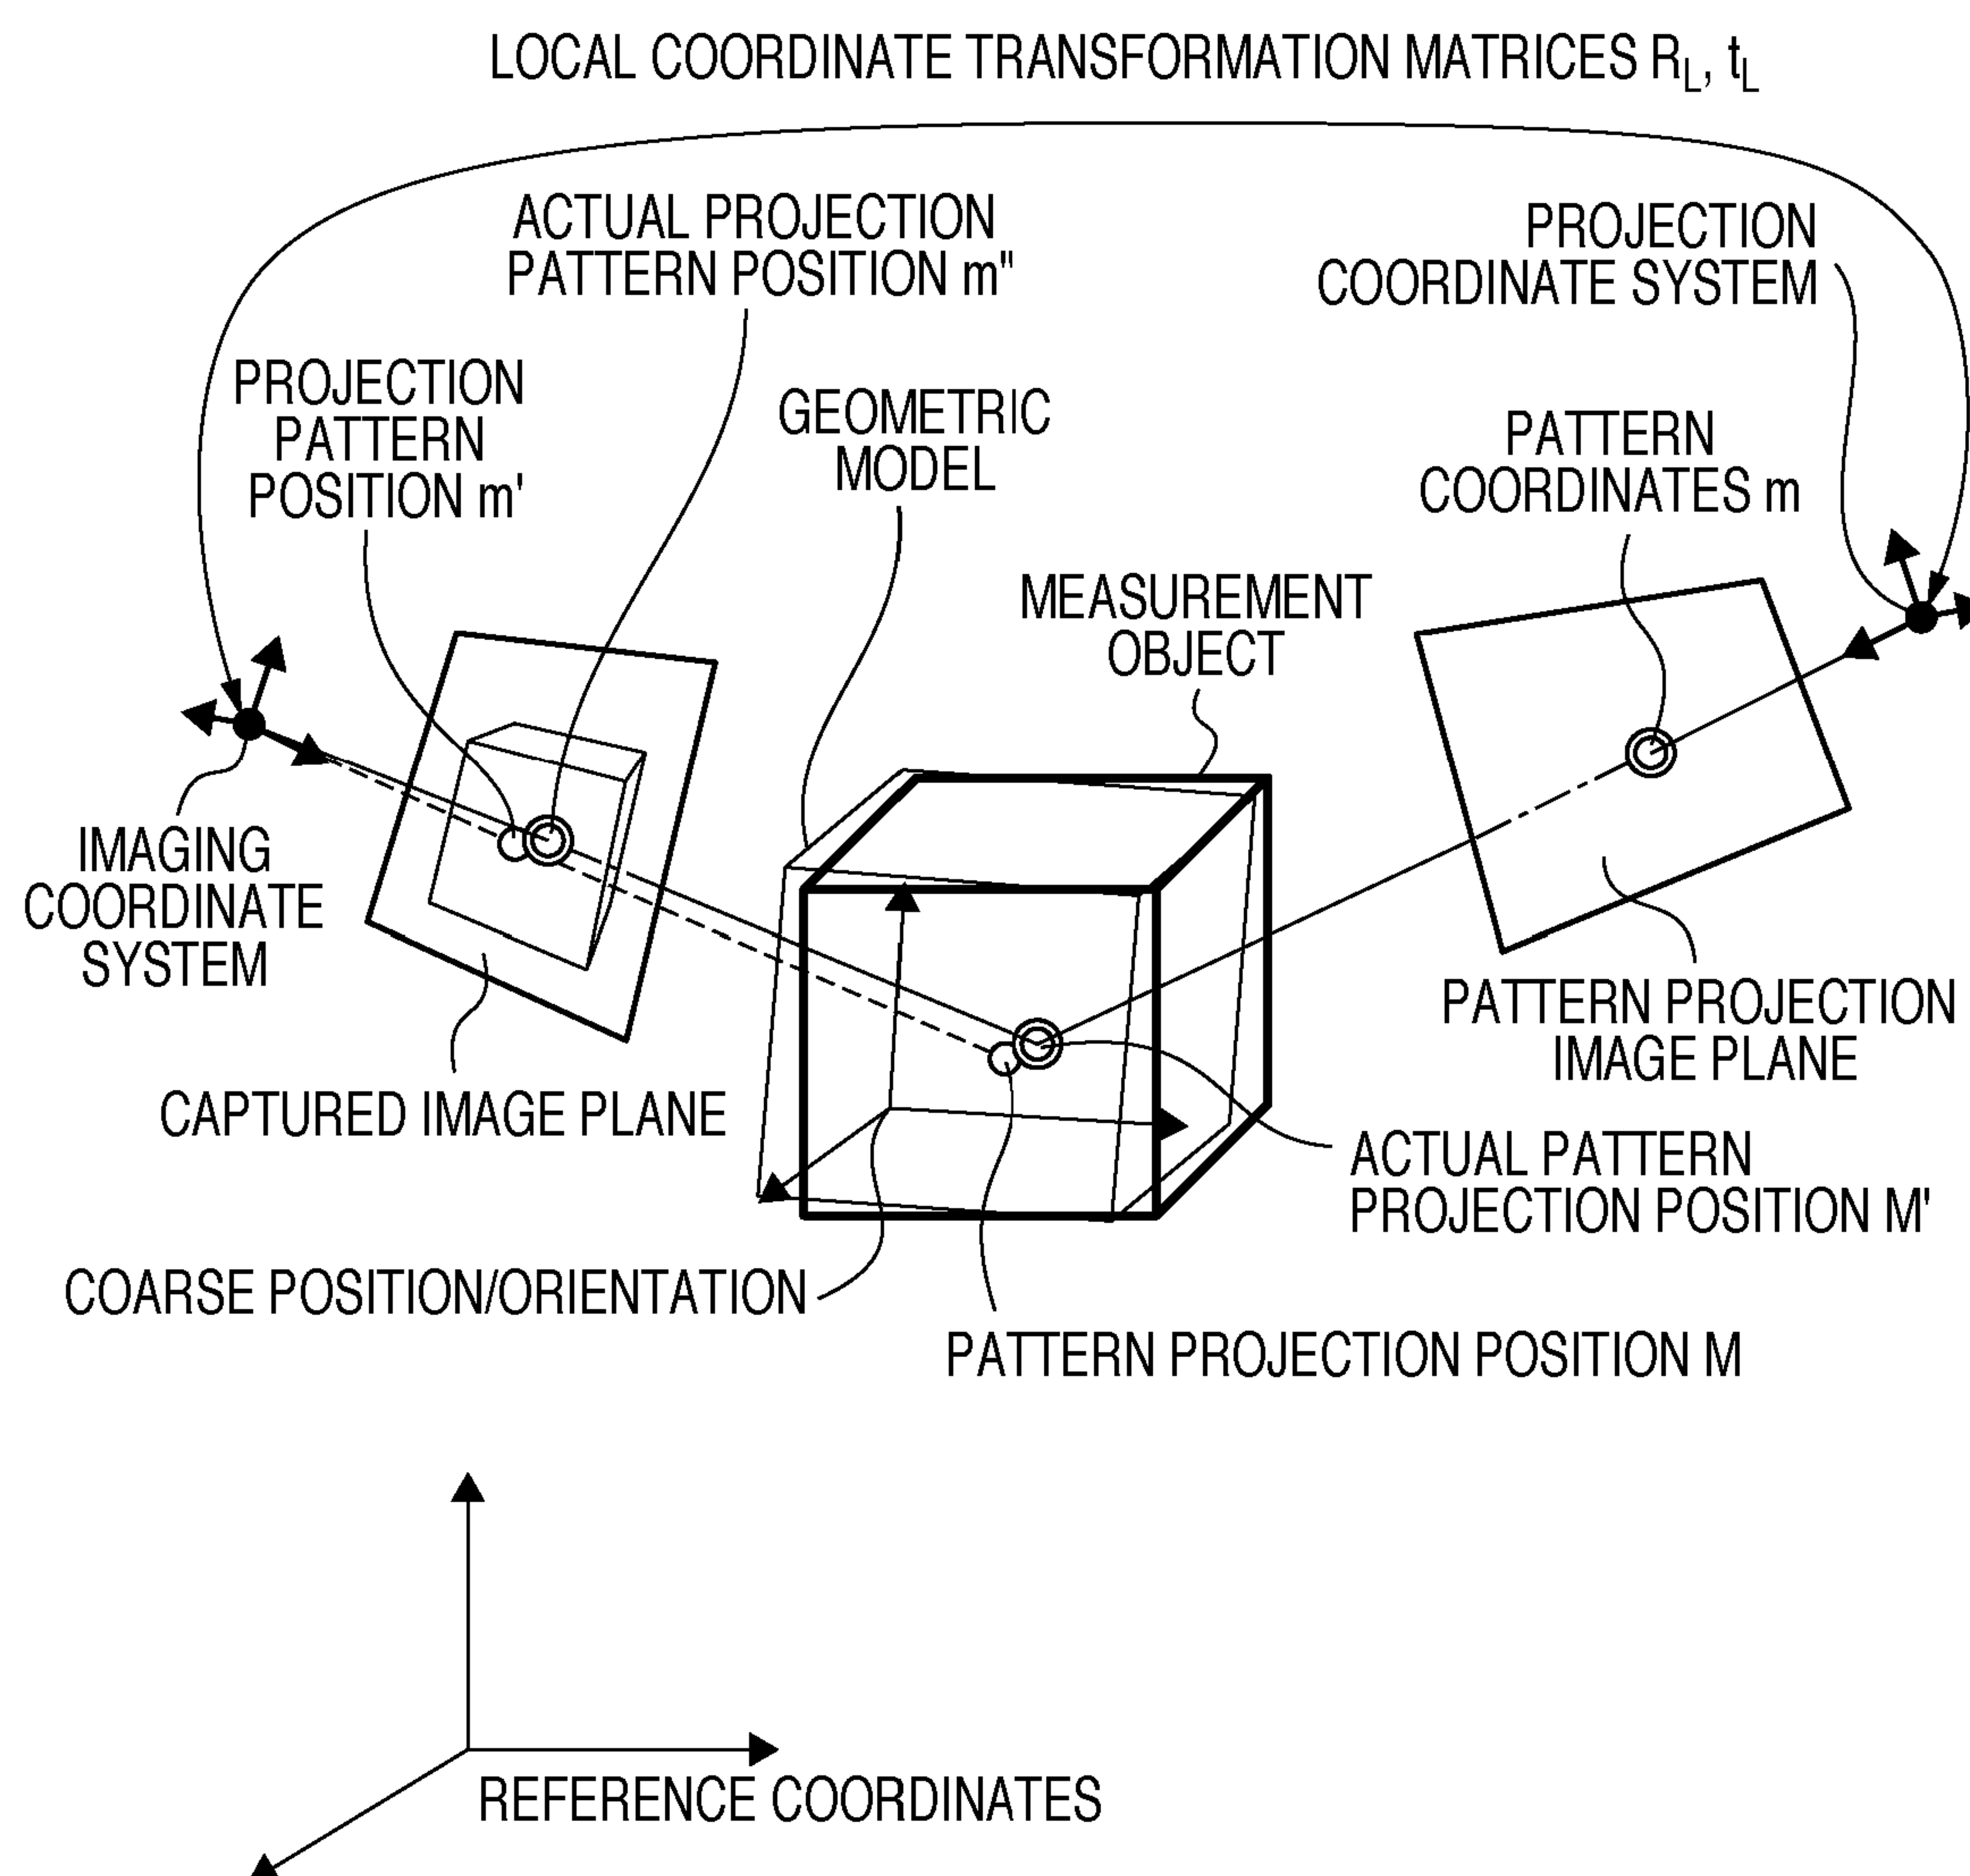 LOCAL COORDINATE TRANSFORMATION MATRICES RL, tL
ACTUAL PROJECTION
PATTERN POSITION m"
PROJECTION
COORDINATE SYSTEM
PROJECTION
PATTERN
POSITION m'
GEOMETRIC
MODEL
PATTERN
COORDINATES m
MEASUREMENT
OBJECT
IMAGING
COORDINATE
SYSTEM
PATTERN PROJECTION
IMAGE PLANE
CAPTURED IMAGE PLANE
ACTUAL PATTERN
PROJECTION POSITION M'
COARSE POSITION/ORIENTATION
PATTERN PROJECTION POSITION M
REFERENCE COORDINATES